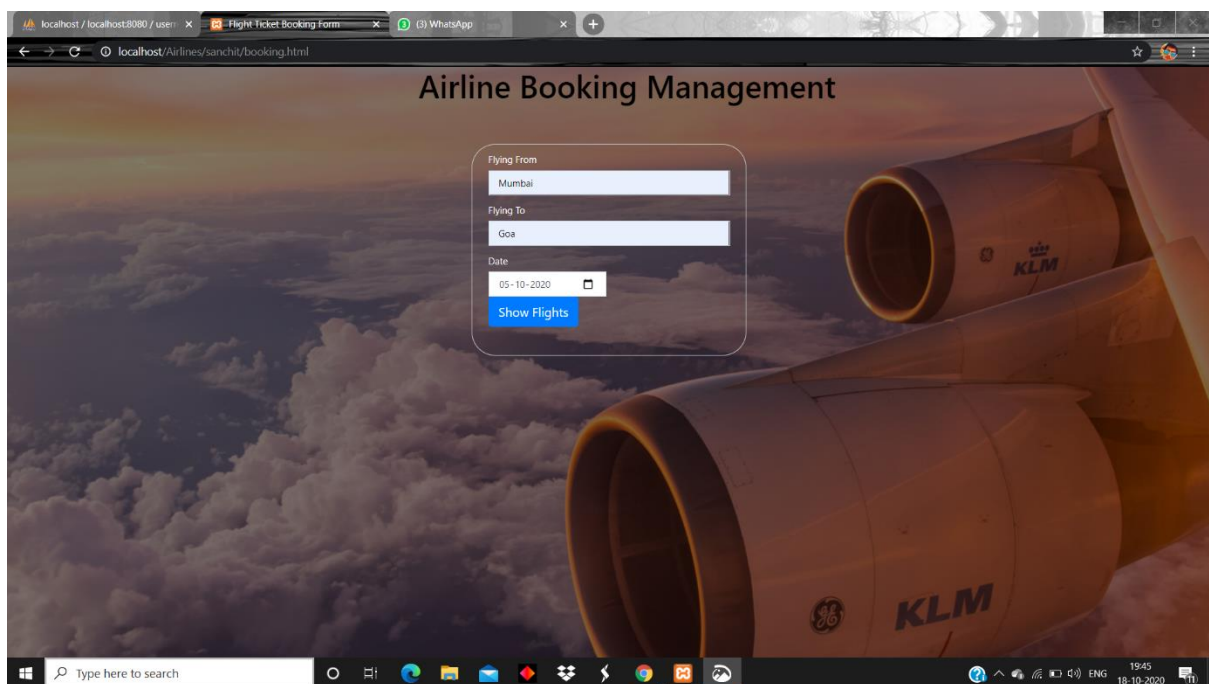 localhost / localhost:8080 / user
Flight Ticket Booking Form
(3) WhatsApp
localhost/Airlines/sanchit/booking.html
Airline Booking Management
Flying From
Mumbai
Flying To
Goa
Date
05-10-2020
Show Flights
KLM
KLM
Type here to search
ENG
19:45
18-10-2020